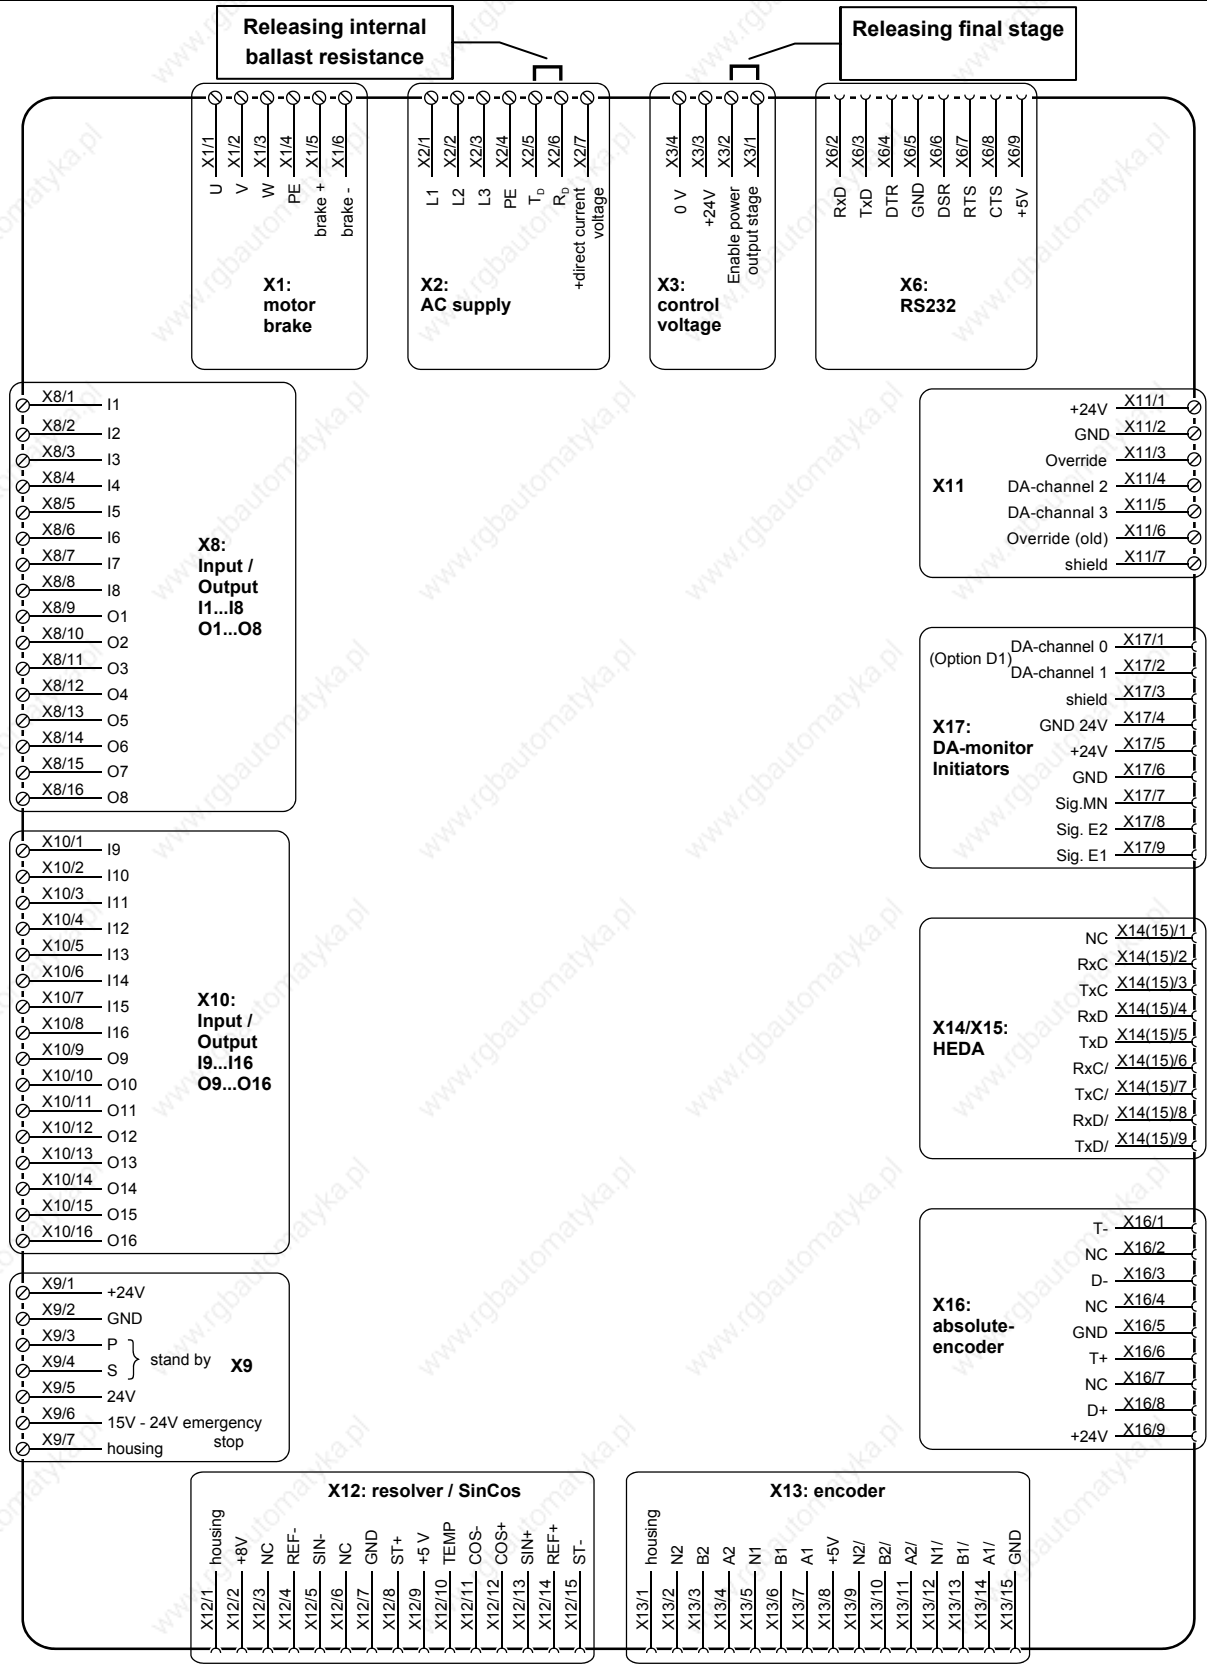 Releasing internal
ballast resistance
Releasing final stage
X1/1 U
X1/2 V
X1/3 W
X1/4 PE
X1/5 brake +
X1/6 brake -
X1:
motor
brake
X2/1 L1
X2/2 L2
X2/3 L3
X2/4 PE
X2/5 TD
X2/6 RD
X2/7 +direct current
voltage
X2:
AC supply
X3/4 0 V
X3/3 +24V
X3/2 Enable power
X3/1 output stage
X3:
control
voltage
X6/2 RxD
X6/3 TxD
X6/4 DTR
X6/5 GND
X6/6 DSR
X6/7 RTS
X6/8 CTS
X6/9 +5V
X6:
RS232
X8/1 I1
X8/2 I2
X8/3 I3
X8/4 I4
X8/5 I5
X8/6 I6
X8/7 I7
X8/8 I8
X8/9 O1
X8/10 O2
X8/11 O3
X8/12 O4
X8/13 O5
X8/14 O6
X8/15 O7
X8/16 O8
X8:
Input /
Output
I1...I8
O1...O8
+24V X11/1
GND X11/2
Override X11/3
DA-channel 2 X11/4
DA-channal 3 X11/5
Override (old) X11/6
shield X11/7
X11
(Option D1)
DA-channel 0 X17/1
DA-channel 1 X17/2
shield X17/3
GND 24V X17/4
+24V X17/5
GND X17/6
Sig.MN X17/7
Sig. E2 X17/8
Sig. E1 X17/9
X17:
DA-monitor
Initiators
X10/1 I9
X10/2 I10
X10/3 I11
X10/4 I12
X10/5 I13
X10/6 I14
X10/7 I15
X10/8 I16
X10/9 O9
X10/10 O10
X10/11 O11
X10/12 O12
X10/13 O13
X10/14 O14
X10/15 O15
X10/16 O16
X10:
Input /
Output
I9...I16
O9...O16
NC X14(15)/1
RxC X14(15)/2
TxC X14(15)/3
RxD X14(15)/4
TxD X14(15)/5
RxC/ X14(15)/6
TxC/ X14(15)/7
RxD/ X14(15)/8
TxD/ X14(15)/9
X14/X15:
HEDA
T- X16/1
NC X16/2
D- X16/3
NC X16/4
GND X16/5
T+ X16/6
NC X16/7
D+ X16/8
+24V X16/9
X16:
absolute-
encoder
X9/1 +24V
X9/2 GND
X9/3 P
X9/4 S
stand by
X9
X9/5 24V
X9/6 15V - 24V emergency
stop
X9/7 housing
X12: resolver / SinCos
X12/1 housing
X12/2 +8V
X12/3 NC
X12/4 REF-
X12/5 SIN-
X12/6 NC
X12/7 GND
X12/8 ST+
X12/9 +5 V
X12/10 TEMP
X12/11 COS-
X12/12 COS+
X12/13 SIN+
X12/14 REF+
X12/15 ST-
X13: encoder
X13/1 housing
X13/2 N2
X13/3 B2
X13/4 A2
X13/5 N1
X13/6 B1
X13/7 A1
X13/8 +5V
X13/9 N2/
X13/10 B2/
X13/11 A2/
X13/12 N1/
X13/13 B1/
X13/14 A1/
X13/15 GND
www.rgbautomatyka.pl